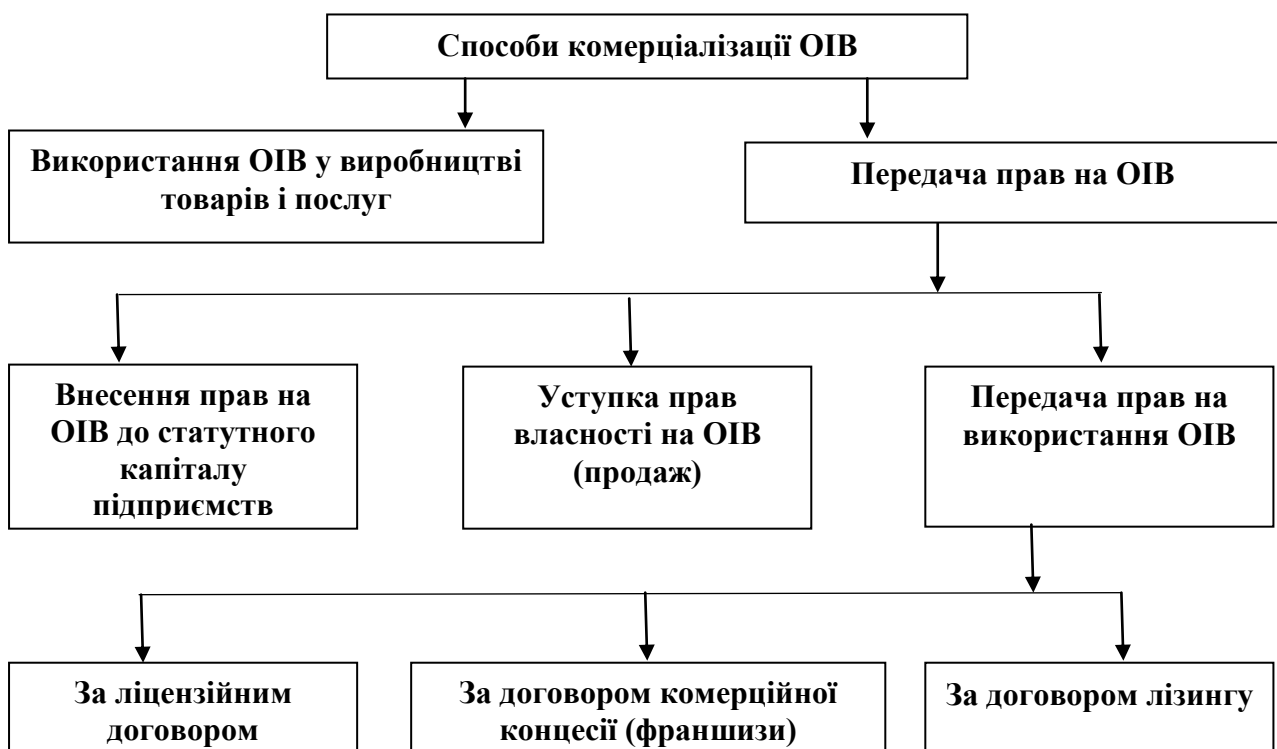 Способи комерціалізації ОІВ
Використання ОІВ у виробництві
товарів і послуг
Передача прав на ОІВ
Внесення прав на
ОІВ до статутного
капіталу
підприємств
Уступка прав
власності на ОІВ
(продаж)
Передача прав на
використання ОІВ
За ліцензійним
договором
За договором комерційної
концесії (франшизи)
За договором лізингу